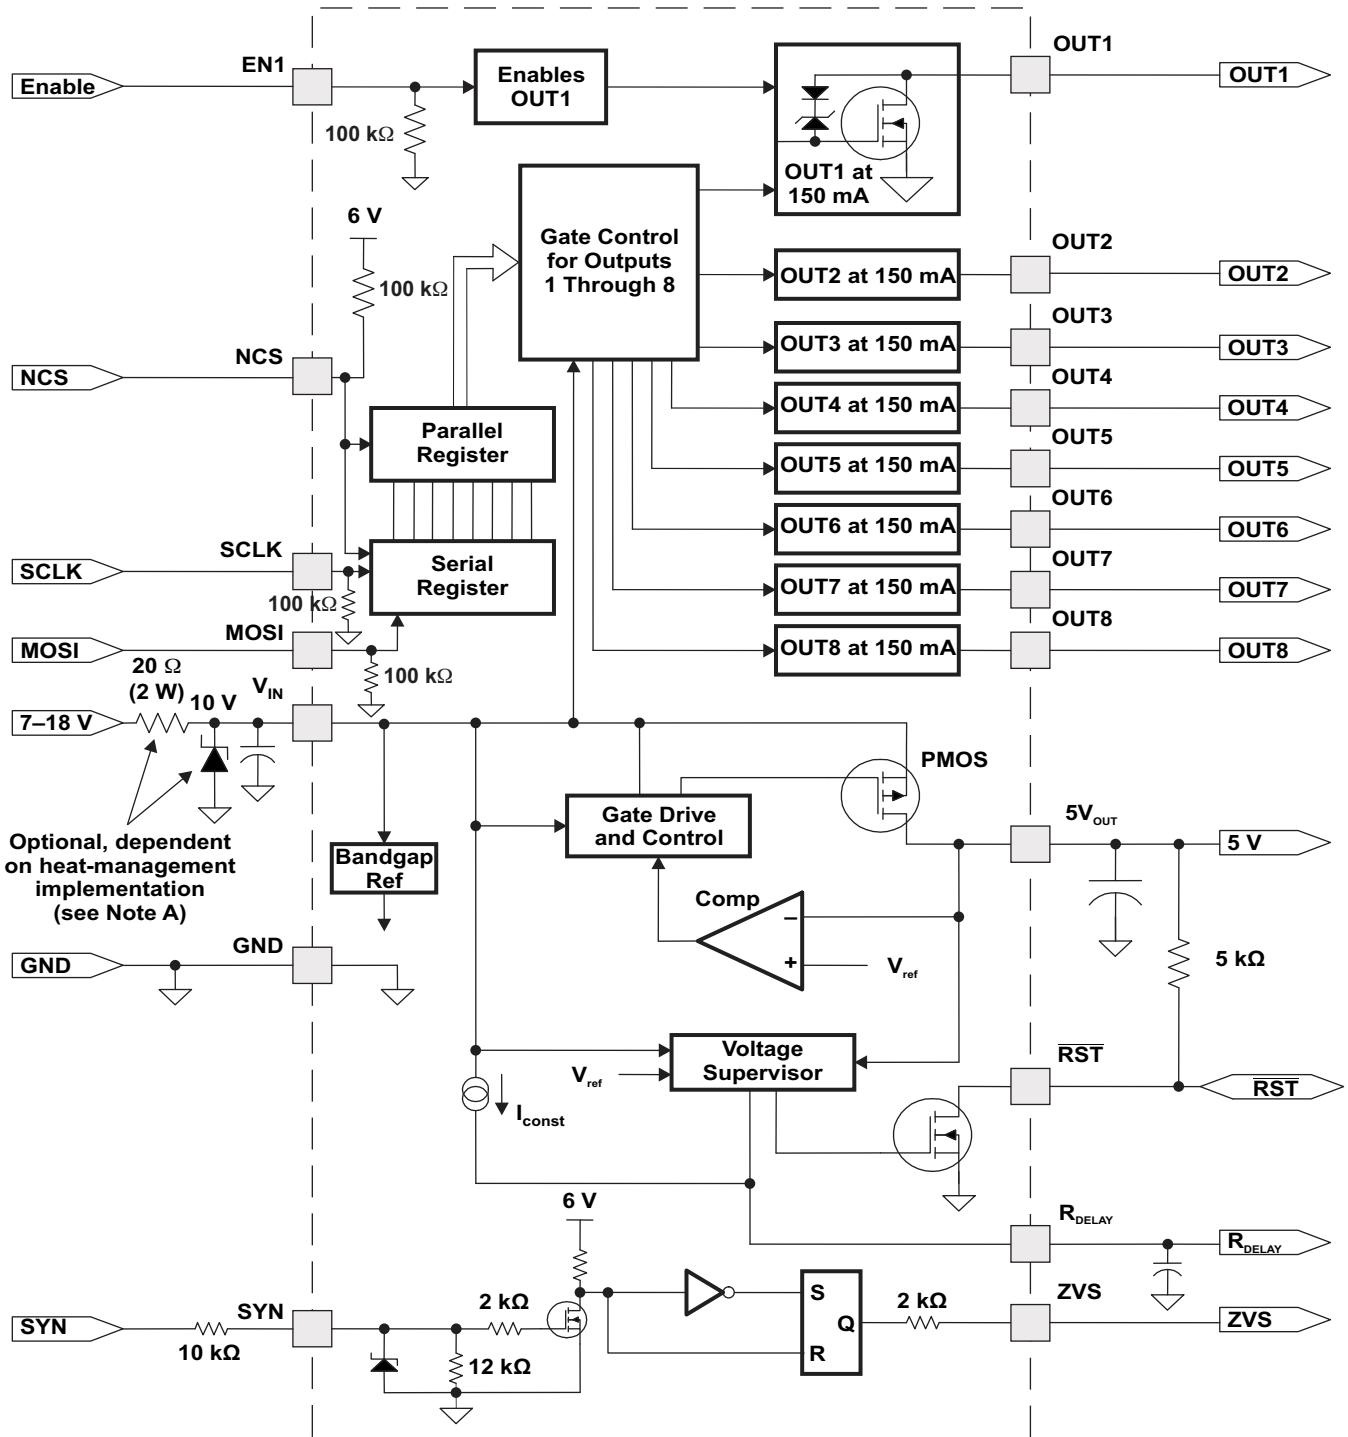 EN1
Enable
100 kΩ
Enables
OUT1
OUT1 at
150 mA
OUT1
OUT1
6 V
100 kΩ
Gate Control
for Outputs
1 Through 8
OUT2 at 150 mA
OUT2
OUT2
OUT3 at 150 mA
OUT3
OUT3
NCS
NCS
OUT4 at 150 mA
OUT4
OUT4
Parallel
Register
OUT5 at 150 mA
OUT5
OUT5
OUT6 at 150 mA
OUT6
OUT6
SCLK
SCLK
100 kΩ
Serial
Register
OUT7 at 150 mA
OUT7
OUT7
MOSI
MOSI
100 kΩ
OUT8 at 150 mA
OUT8
OUT8
20 Ω
(2 W)
10 V
VIN
7–18 V
PMOS
Optional, dependent
on heat-management
implementation
(see Note A)
Bandgap
Ref
Gate Drive
and Control
5VOUT
5 V
Comp
–
+
Vref
5 kΩ
GND
GND
Voltage
Supervisor
Vref
Iconst
RST
RST
6 V
RDELAY
RDELAY
SYN
SYN
10 kΩ
12 kΩ
2 kΩ
S
R
Q
2 kΩ
ZVS
ZVS